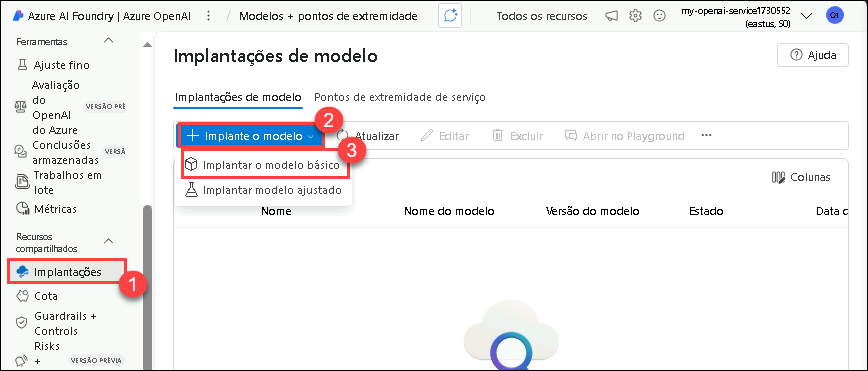 Azure AI Foundry | Azure OpenAI
/ Modelos + pontos de extremidade
Todos os recursos
my-openai-service1730552
(eastus, S0)
O1
Ferramentas
Ajuste fino
Avaliação
do
OpenAI
do Azure
VERSÃO PRÉ
Conclusões
armazenadas
VERSÃ
Trabalhos em
lote
Métricas
Recursos
compartilhados
Implantações
1
Cota
Guardrails +
Controls
Risks
+
VERSÃO PRÉVIA
Implantações de modelo
Ajuda
Implantações de modelo
Pontos de extremidade de serviço
Implante o modelo
2
Atualizar
Editar
Excluir
Abrir no Playground
Implantar o modelo básico
3
Implantar modelo ajustado
Colunas
Nome
Nome do modelo
Versão do modelo
Estado
Data d